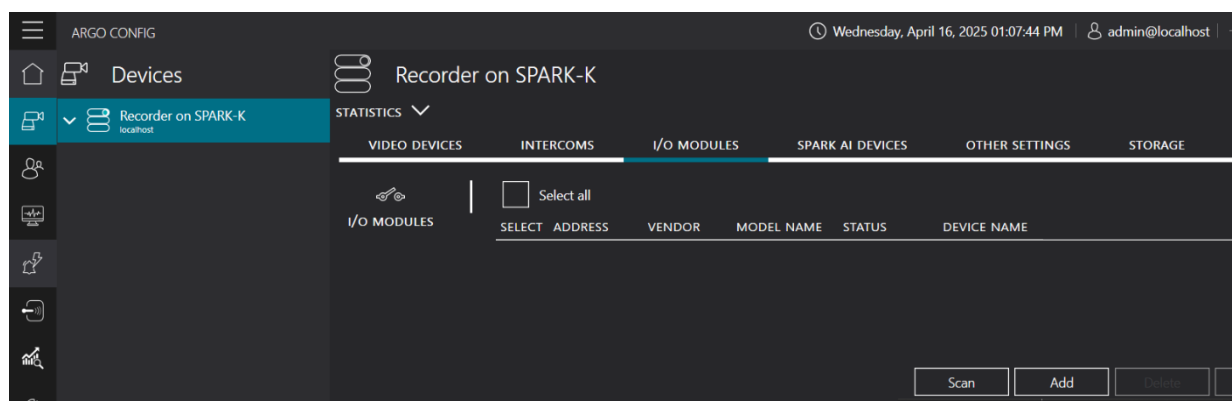 ARGO CONFIG
Wednesday, April 16, 2025 01:07:44 PM
admin@localhost
Devices
Recorder on SPARK-K
localhost
Recorder on SPARK-K
STATISTICS
VIDEO DEVICES INTERCOMS I/O MODULES SPARK AI DEVICES OTHER SETTINGS STORAGE
I/O MODULES
Select all
SELECT ADDRESS VENDOR MODEL NAME STATUS DEVICE NAME
Scan Add Delete